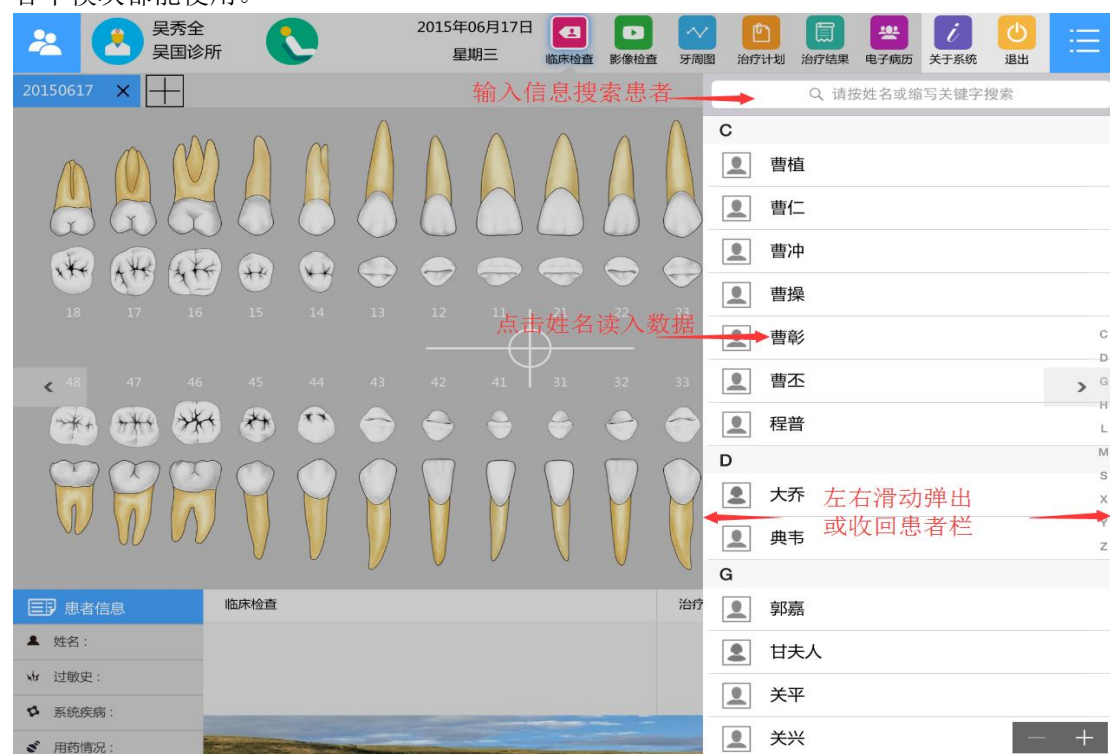 吴秀全
吴国诊所
2015年06月17日
星期三
临床检查
影像检查
牙周图
治疗计划
治疗结果
电子病历
关于系统
退出
20150617
输入信息搜索患者
请按姓名或缩写关键字搜索
C
曹植
曹仁
曹冲
曹操
曹彰
曹丕
程普
D
大乔
典韦
G
郭嘉
甘夫人
关平
关兴
18 17 16 15 14 13 12 11 21 22 23
点击姓名读入数据
48 47 46 45 44 43 42 41 31 32 33
C
D
G
H
L
M
S
X
Y
Z
左右滑动弹出
或收回患者栏
患者信息
临床检查
治疗
姓名：
过敏史：
系统疾病：
用药情况：